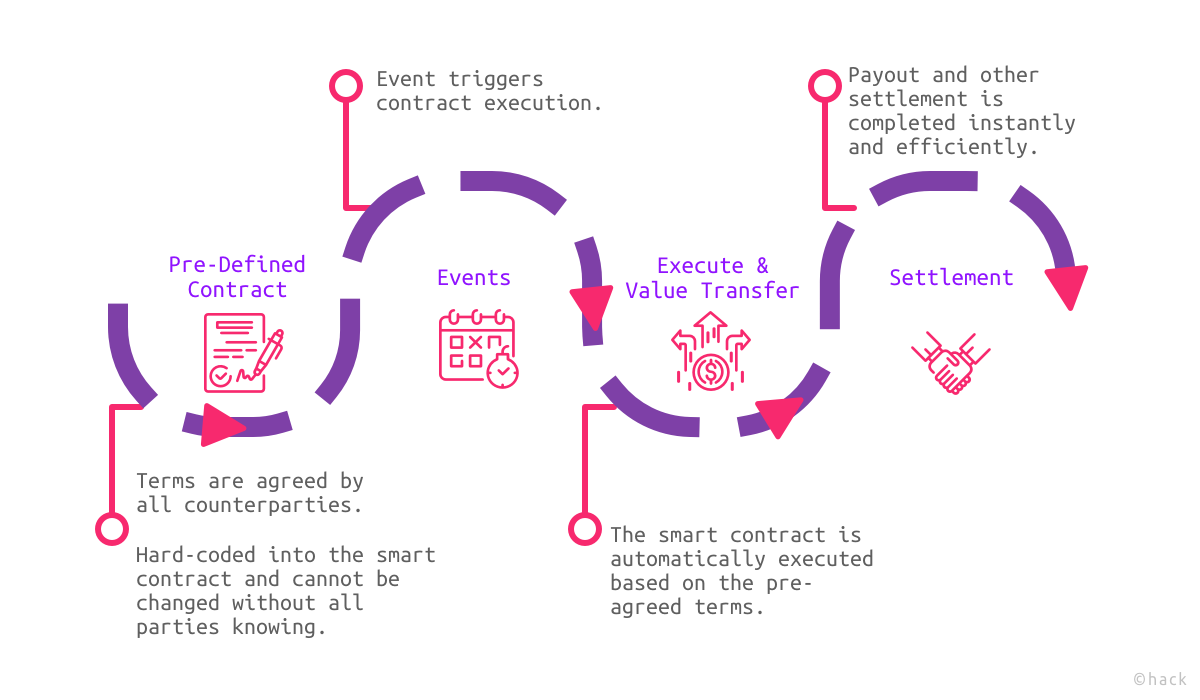 Event triggers
contract execution.
Payout and other
settlement is
completed instantly
and efficiently.
Pre-Defined
Contract
Events
Execute &
Value Transfer
Settlement
Terms are agreed by
all counterparties.
Hard-coded into the smart
contract and cannot be
changed without all
parties knowing.
The smart contract is
automatically executed
based on the pre-
agreed terms.
©hack